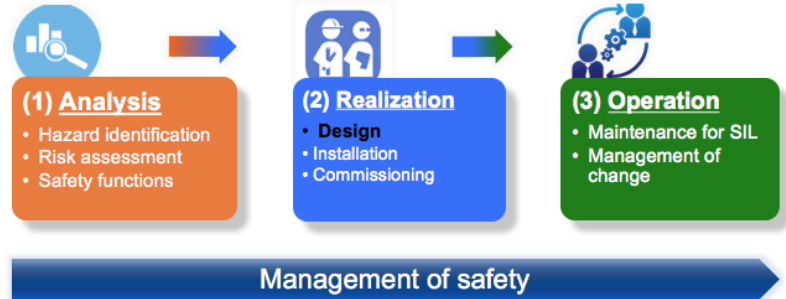 (1) Analysis
• Hazard identification
• Risk assessment
• Safety functions
(2) Realization
• Design
• Installation
• Commissioning
(3) Operation
• Maintenance for SIL
• Management of
change
Management of safety